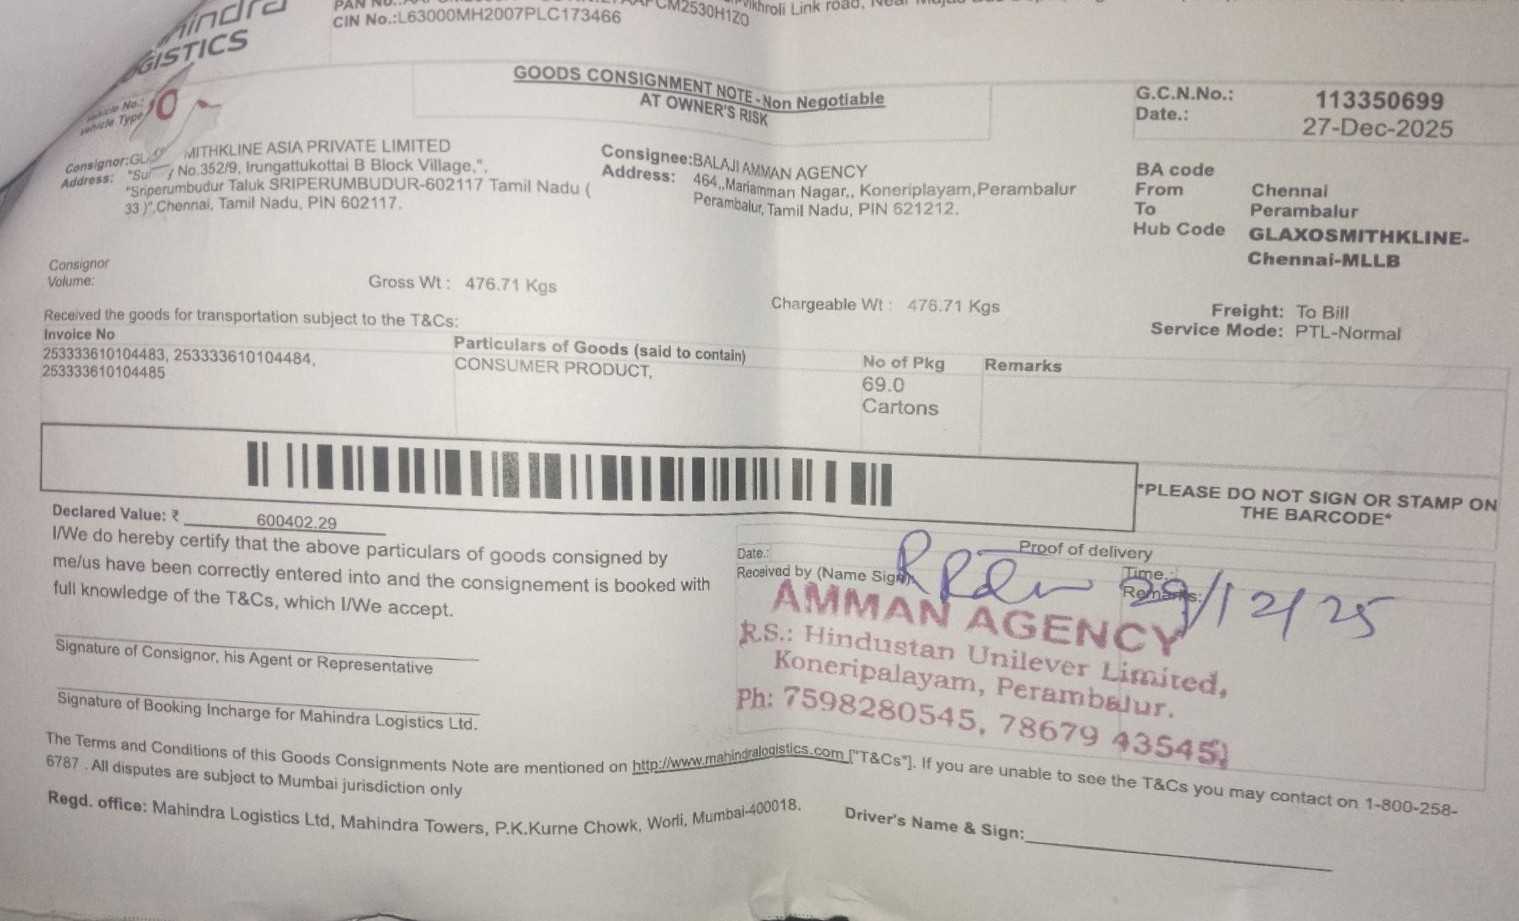 LOGISTICS
CIN No.:L63000MH2007PLC173466
CM2530H1ZO
Vikhroli Link road,
GOODS CONSIGNMENT NOTE -Non Negotiable
AT OWNER'S RISK
G.C.N.No.: 113350699
Date.: 27-Dec-2025
Vehicle No.:
Vehicle Type
Consignor: MITHKLINE ASIA PRIVATE LIMITED
Address: No.352/9, Irungattukottai B Block Village,",
"Sriperumbudur Taluk SRIPERUMBUDUR-602117 Tamil Nadu (
33 )",Chennai, Tamil Nadu, PIN 602117.
Consignee:BALAJI AMMAN AGENCY
Address: 464,,Mariamman Nagar,, Koneriplayam,Perambalur
Perambalur,Tamil Nadu, PIN 621212.
BA code
From Chennai
To Perambalur
Hub Code GLAXOSMITHKLINE-
Chennai-MLLB
Consignor
Volume:
Gross Wt : 476.71 Kgs
Chargeable Wt : 476.71 Kgs
Freight: To Bill
Service Mode: PTL-Normal
Received the goods for transportation subject to the T&Cs:
Invoice No
253333610104483, 253333610104484,
253333610104485
Particulars of Goods (said to contain)
CONSUMER PRODUCT,
No of Pkg
69.0
Cartons
Remarks
*PLEASE DO NOT SIGN OR STAMP ON
THE BARCODE*
Declared Value: ₹ 600402.29
I/We do hereby certify that the above particulars of goods consigned by
me/us have been correctly entered into and the consignement is booked with
full knowledge of the T&Cs, which I/We accept.
Proof of delivery
Date.:
Time.:
Received by (Name Sign):
Remarks:
29/12/25
AMMAN AGENCY
R.S.: Hindustan Unilever Limited,
Koneripalayam, Perambalur.
Ph: 7598280545, 78679 43545
Signature of Consignor, his Agent or Representative
Signature of Booking Incharge for Mahindra Logistics Ltd.
The Terms and Conditions of this Goods Consignments Note are mentioned on http://www.mahindralogistics.com ["T&Cs"]. If you are unable to see the T&Cs you may contact on 1-800-258-
6787 . All disputes are subject to Mumbai jurisdiction only
Regd. office: Mahindra Logistics Ltd, Mahindra Towers, P.K.Kurne Chowk, Worli, Mumbai-400018.
Driver's Name & Sign: